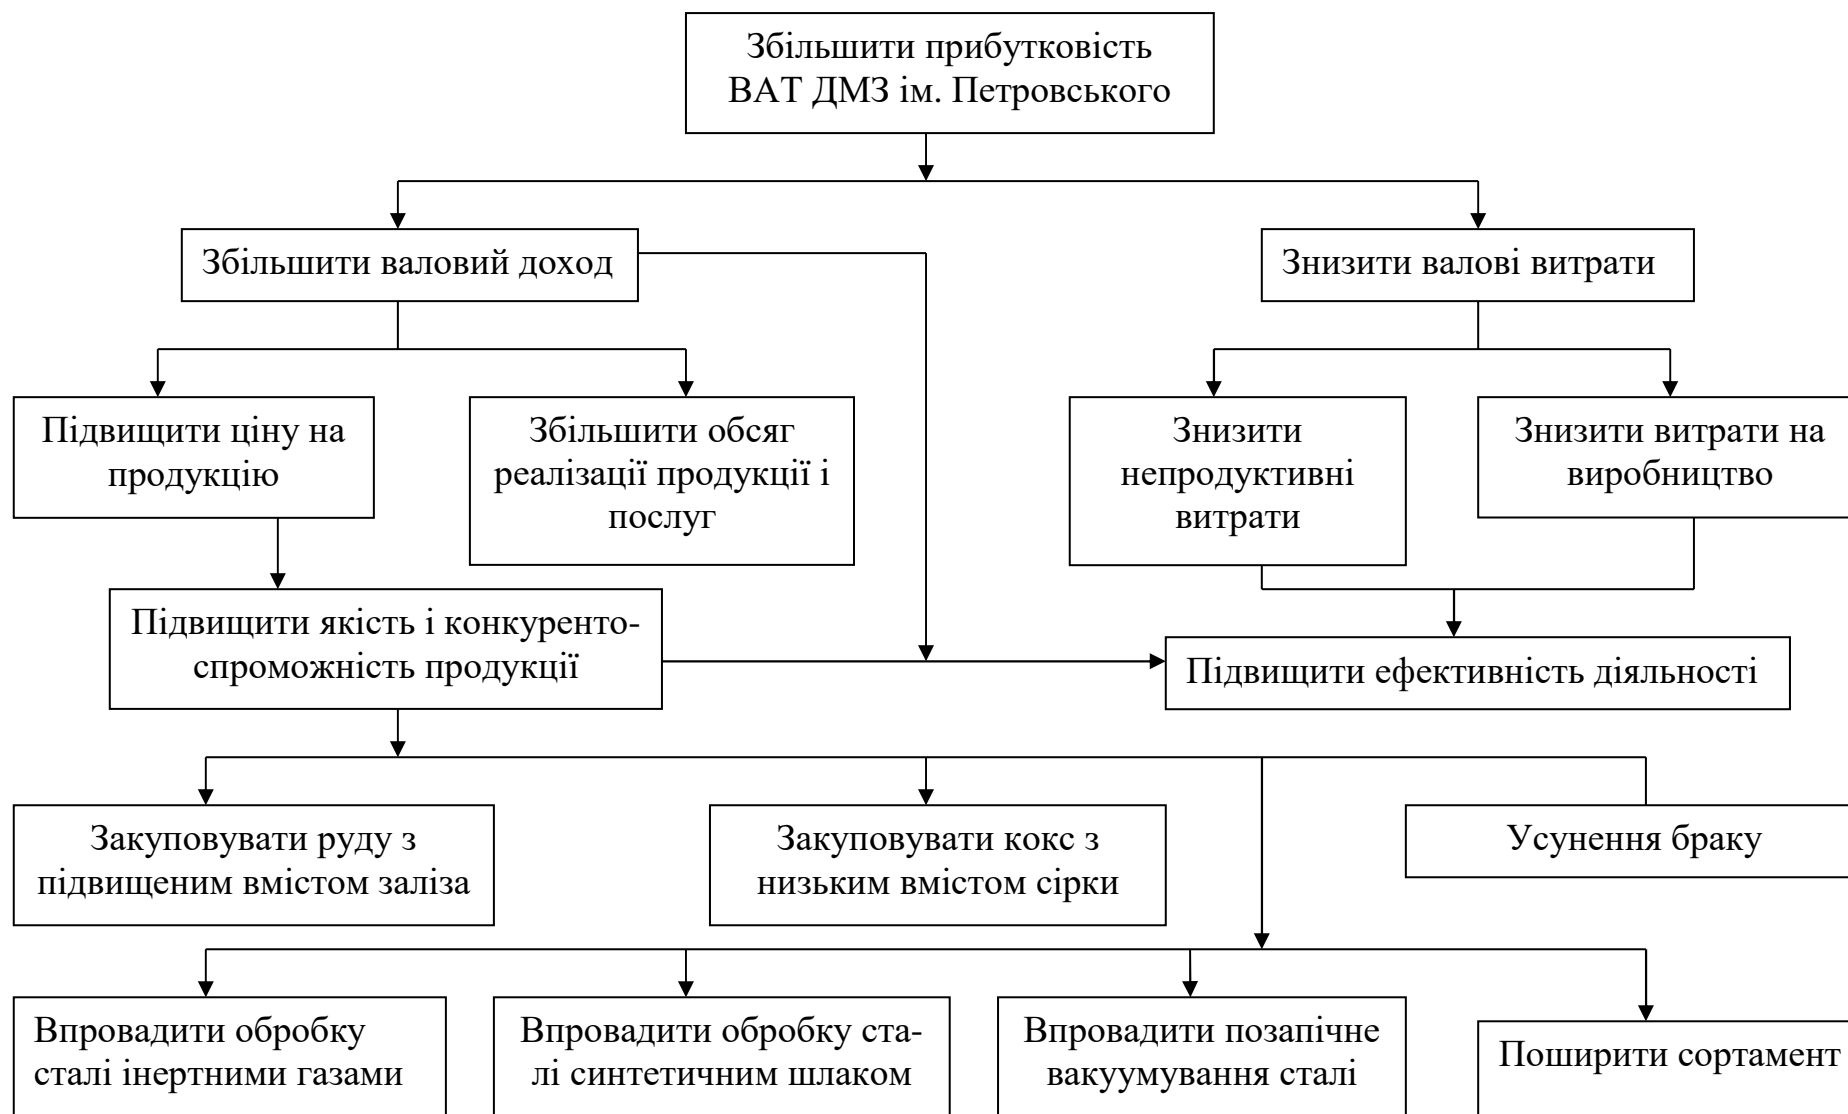 Збільшити прибутковість
ВАТ ДМЗ ім. Петровського
Збільшити валовий доход
Знизити валові витрати
Підвищити ціну на
продукцію
Збільшити обсяг
реалізації продукції і
послуг
Знизити
непродуктивні
витрати
Знизити витрати на
виробництво
Підвищити якість і конкуренто-
спроможність продукції
Підвищити ефективність діяльності
Закуповувати руду з
підвищеним вмістом заліза
Закуповувати кокс з
низьким вмістом сірки
Усунення браку
Впровадити обробку
сталі інертними газами
Впровадити обробку ста-
лі синтетичним шлаком
Впровадити позапічне
вакуумування сталі
Поширити сортамент